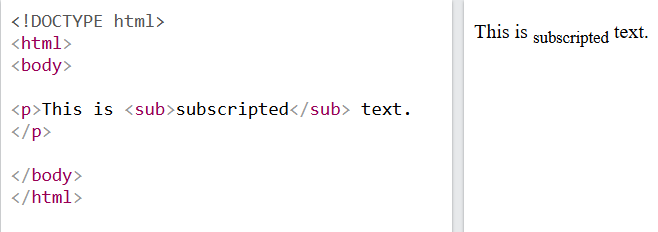 <!DOCTYPE html>
<html>
<body>
<p>This is <sub>subscripted</sub> text.
</p>
</body>
</html>
This is subscripted text.